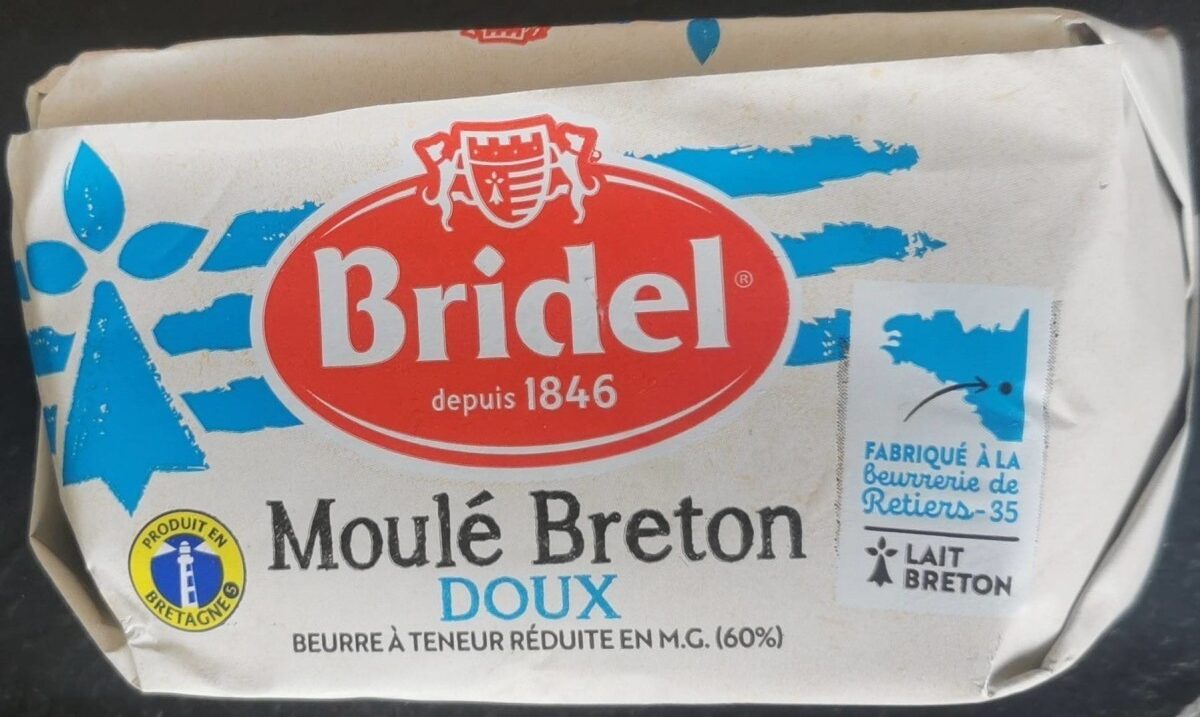 Bridel®
depuis 1846
Moulé Breton
DOUX
BEURRE À TENEUR RÉDUITE EN M.G. (60%)
PRODUIT EN
BRETAGNE
FABRIQUÉ À LA
beurrerie de
Retiers-35
LAIT
BRETON